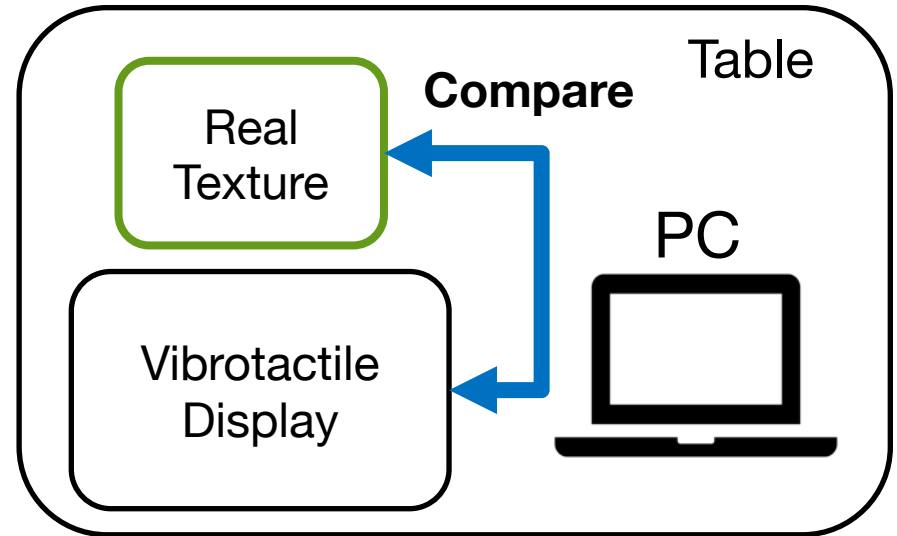 Table
Compare
Real
Texture
PC
Vibrotactile
Display